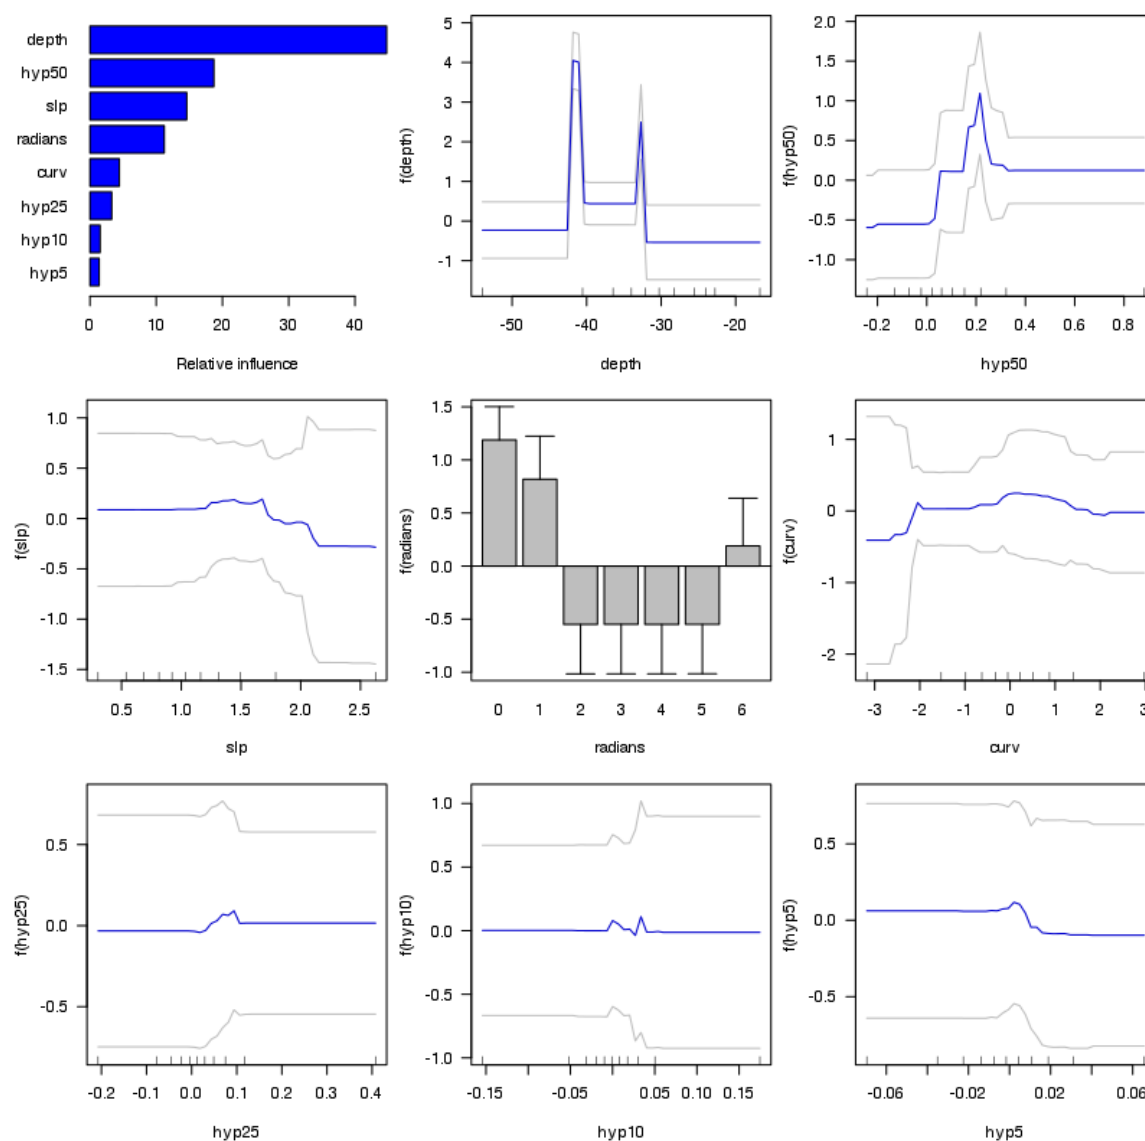 depth
hyp50
slp
radians
curv
hyp25
hyp10
hyp5
0 10 20 30 40
Relative influence
f(depth)
5
4
3
2
1
0
-1
-50 -40 -30 -20
depth
f(hyp50)
2.0
1.5
1.0
0.5
0.0
-0.5
-1.0
-0.2 0.0 0.2 0.4 0.6 0.8
hyp50
f(slp)
1.0
0.5
0.0
-0.5
-1.0
-1.5
0.5 1.0 1.5 2.0 2.5
slp
f(radians)
1.5
1.0
0.5
0.0
-0.5
-1.0
0 1 2 3 4 5 6
radians
f(curv)
1
0
-1
-2
-3 -2 -1 0 1 2 3
curv
f(hyp25)
0.5
0.0
-0.5
-0.2 -0.1 0.0 0.1 0.2 0.3 0.4
hyp25
f(hyp10)
1.0
0.5
0.0
-0.5
-1.0
-0.15 -0.05 0.05 0.15
hyp10
f(hyp5)
0.5
0.0
-0.5
-0.06 -0.02 0.02 0.06
hyp5